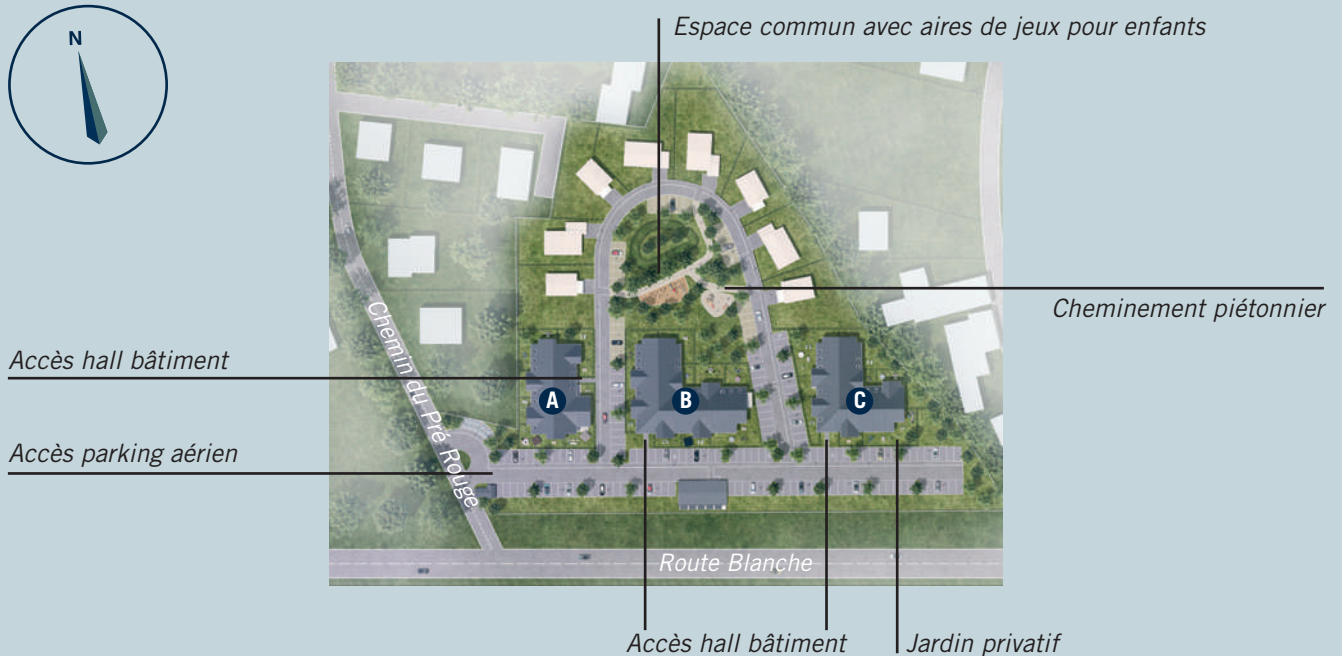 N
Espace commun avec aires de jeux pour enfants
Cheminement piétonnier
Chemin du Pré Rouge
Accès hall bâtiment
A
B
C
Accès parking aérien
Route Blanche
Accès hall bâtiment
Jardin privatif